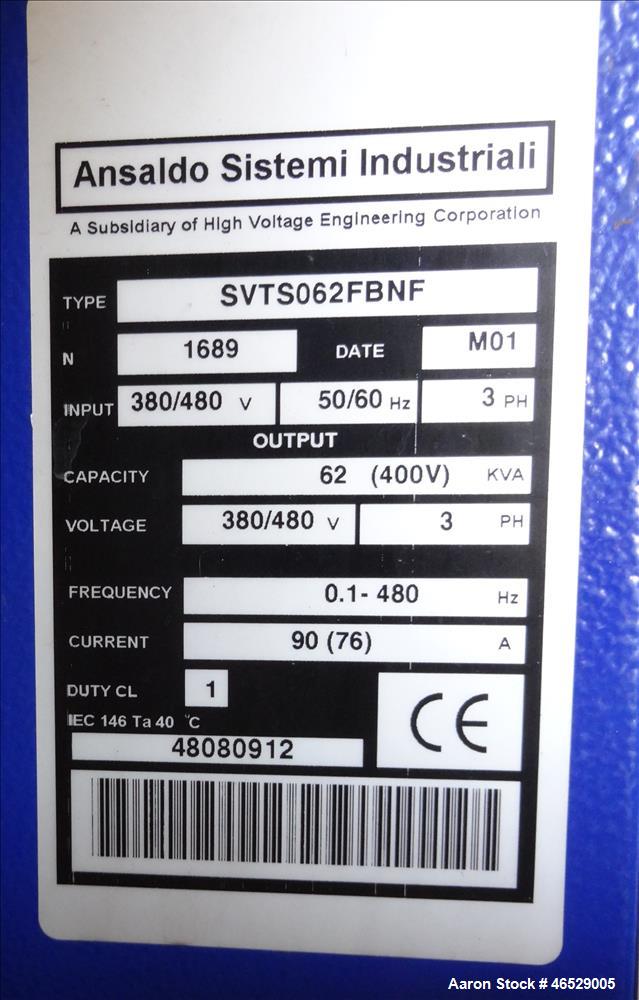 Ansaldo Sistemi Industriali
A Subsidiary of High Voltage Engineering Corporation
TYPE SVTS062FBNF
N 1689 DATE M01
INPUT 380/480 V 50/60 Hz 3 PH
OUTPUT
CAPACITY 62 (400V) KVA
VOLTAGE 380/480 V 3 PH
FREQUENCY 0.1- 480 Hz
CURRENT 90 (76) A
DUTY CL 1
IEC 146 Ta 40 °C
CE
48080912
Aaron Stock # 46529005